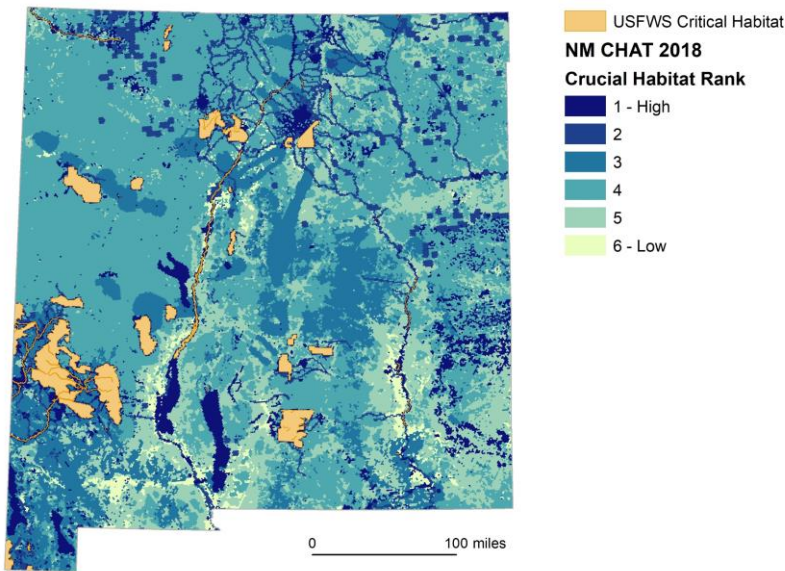 USFWS Critical Habitat
NM CHAT 2018
Crucial Habitat Rank
1 - High
2
3
4
5
6 - Low
0 100 miles